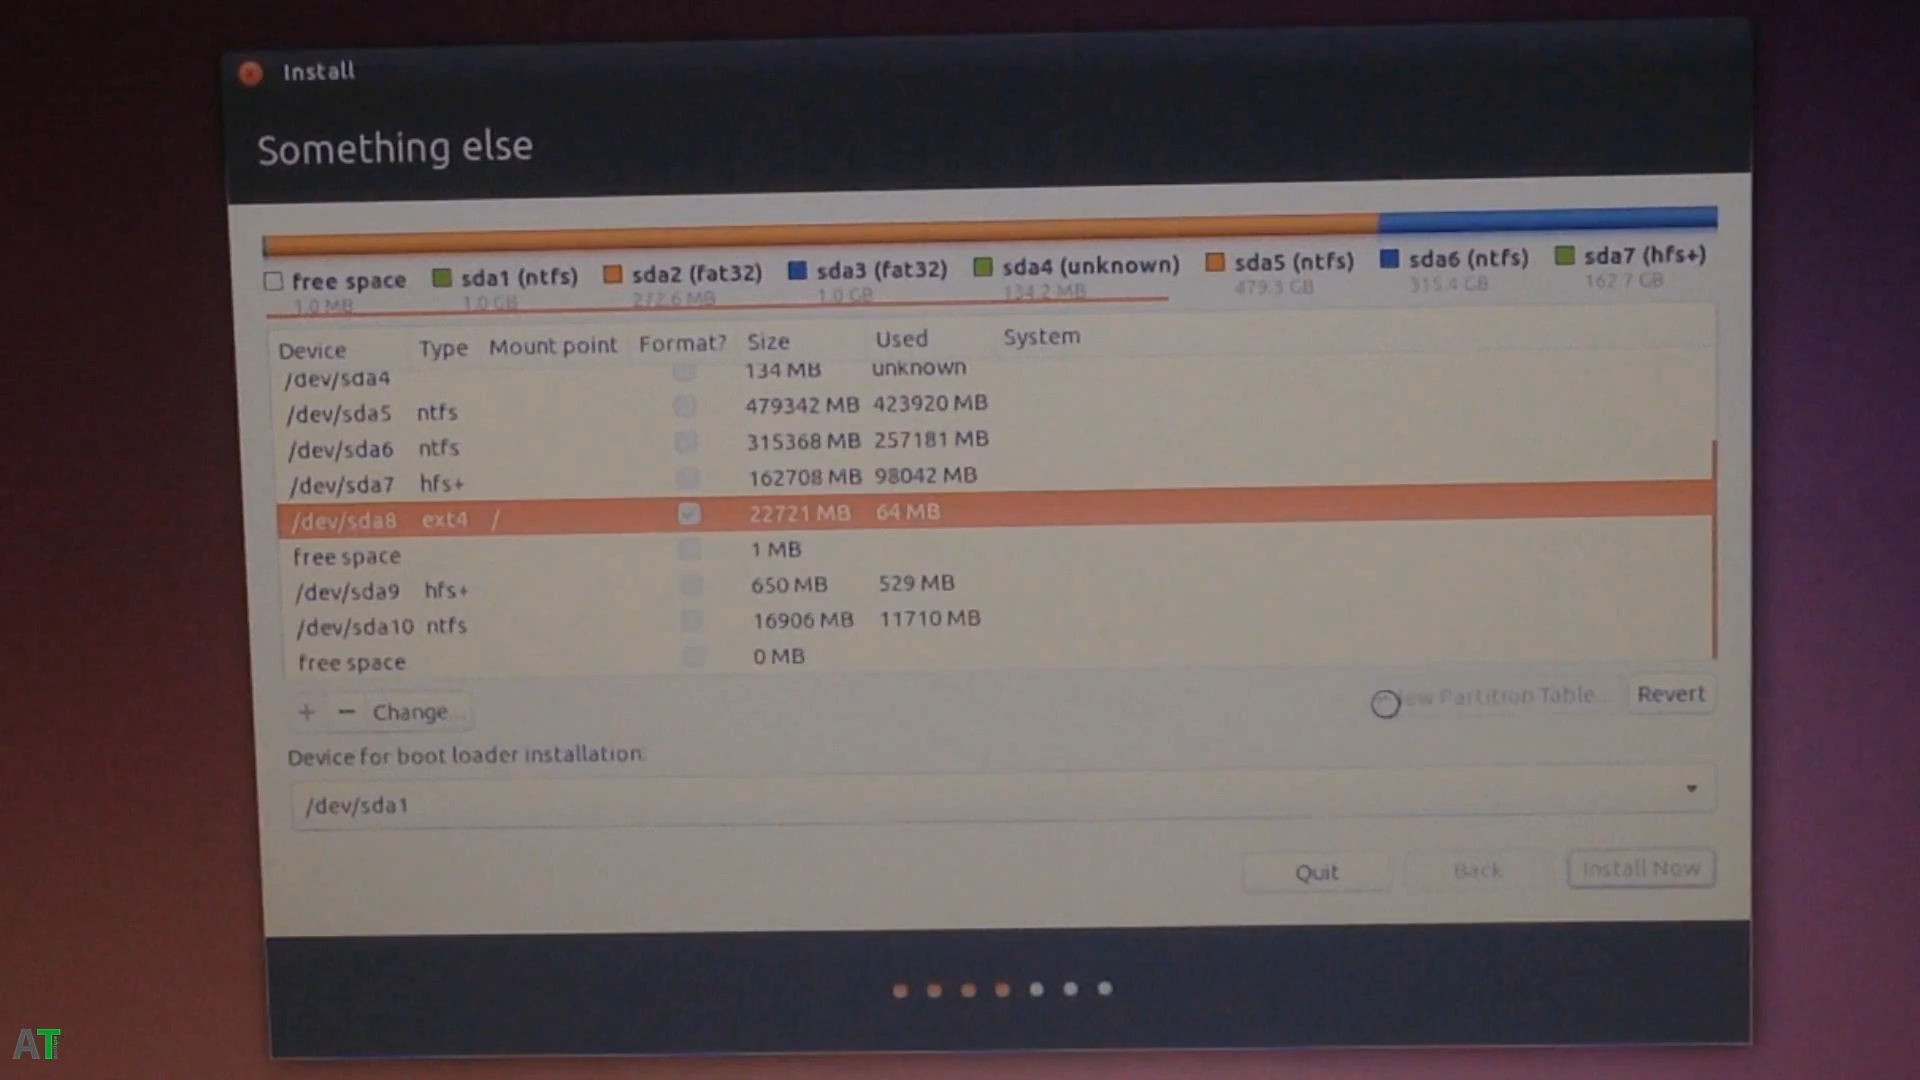 Install
Something else
free space sda1 (ntfs) sda2 (fat32) sda3 (fat32) sda4 (unknown) sda5 (ntfs) sda6 (ntfs) sda7 (hfs+)
1.0 MB 1.0 GB 272.6 MB 1.0 GB 134.2 MB 479.3 GB 315.4 GB 162.7 GB
Device Type Mount point Format? Size Used System
/dev/sda4 134 MB unknown
/dev/sda5 ntfs 479342 MB 423920 MB
/dev/sda6 ntfs 315368 MB 257181 MB
/dev/sda7 hfs+ 162708 MB 98042 MB
/dev/sda8 ext4 / 22721 MB 64 MB
free space 1 MB
/dev/sda9 hfs+ 650 MB 529 MB
/dev/sda10 ntfs 16906 MB 11710 MB
free space 0 MB
+ − Change... New Partition Table... Revert
Device for boot loader installation:
/dev/sda1
Quit Back Install Now
AT